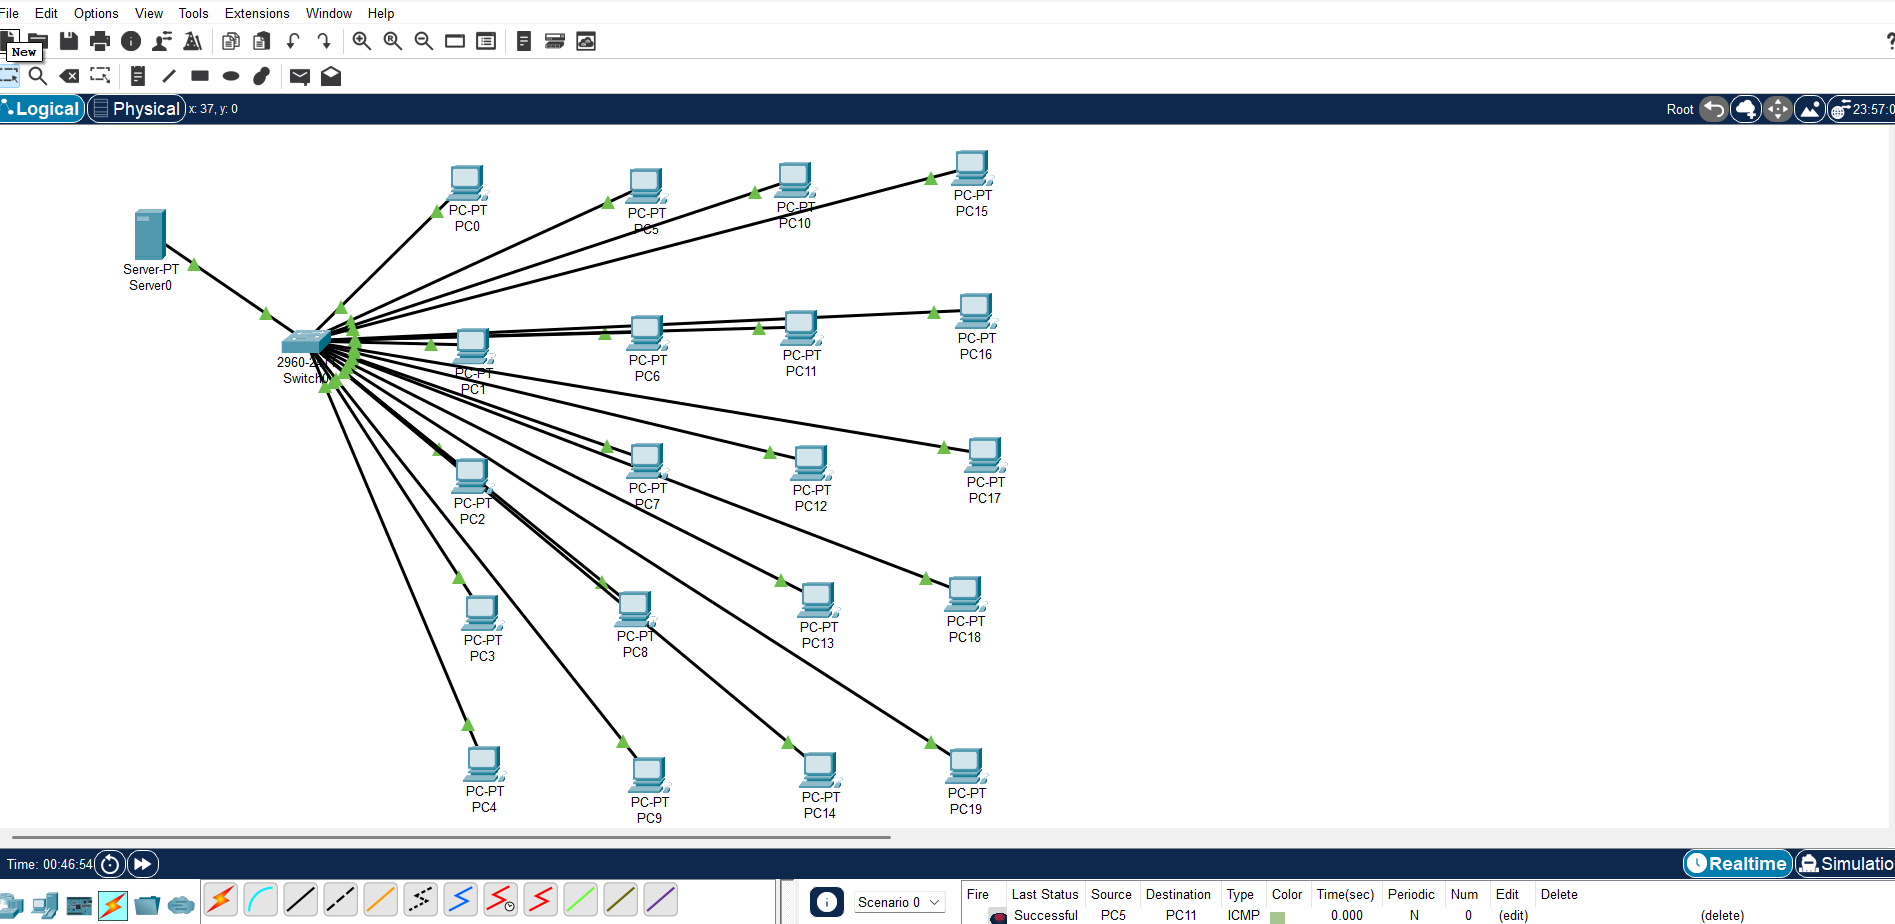 File Edit Options View Tools Extensions Window Help
New
?
Logical Physical x: 37, y: 0 Root 23:57:0
PC-PT
PC0
PC-PT
PC5
PC-PT
PC10
PC-PT
PC15
Server-PT
Server0
2960-2
Switch0
PC-PT
PC1
PC-PT
PC6
PC-PT
PC11
PC-PT
PC16
PC-PT
PC2
PC-PT
PC7
PC-PT
PC12
PC-PT
PC17
PC-PT
PC3
PC-PT
PC8
PC-PT
PC13
PC-PT
PC18
PC-PT
PC4
PC-PT
PC9
PC-PT
PC14
PC-PT
PC19
Time: 00:46:54 Realtime Simulatio
Scenario 0
Fire Last Status Source Destination Type Color Time(sec) Periodic Num Edit Delete
Successful PC5 PC11 ICMP 0.000 N 0 (edit) (delete)